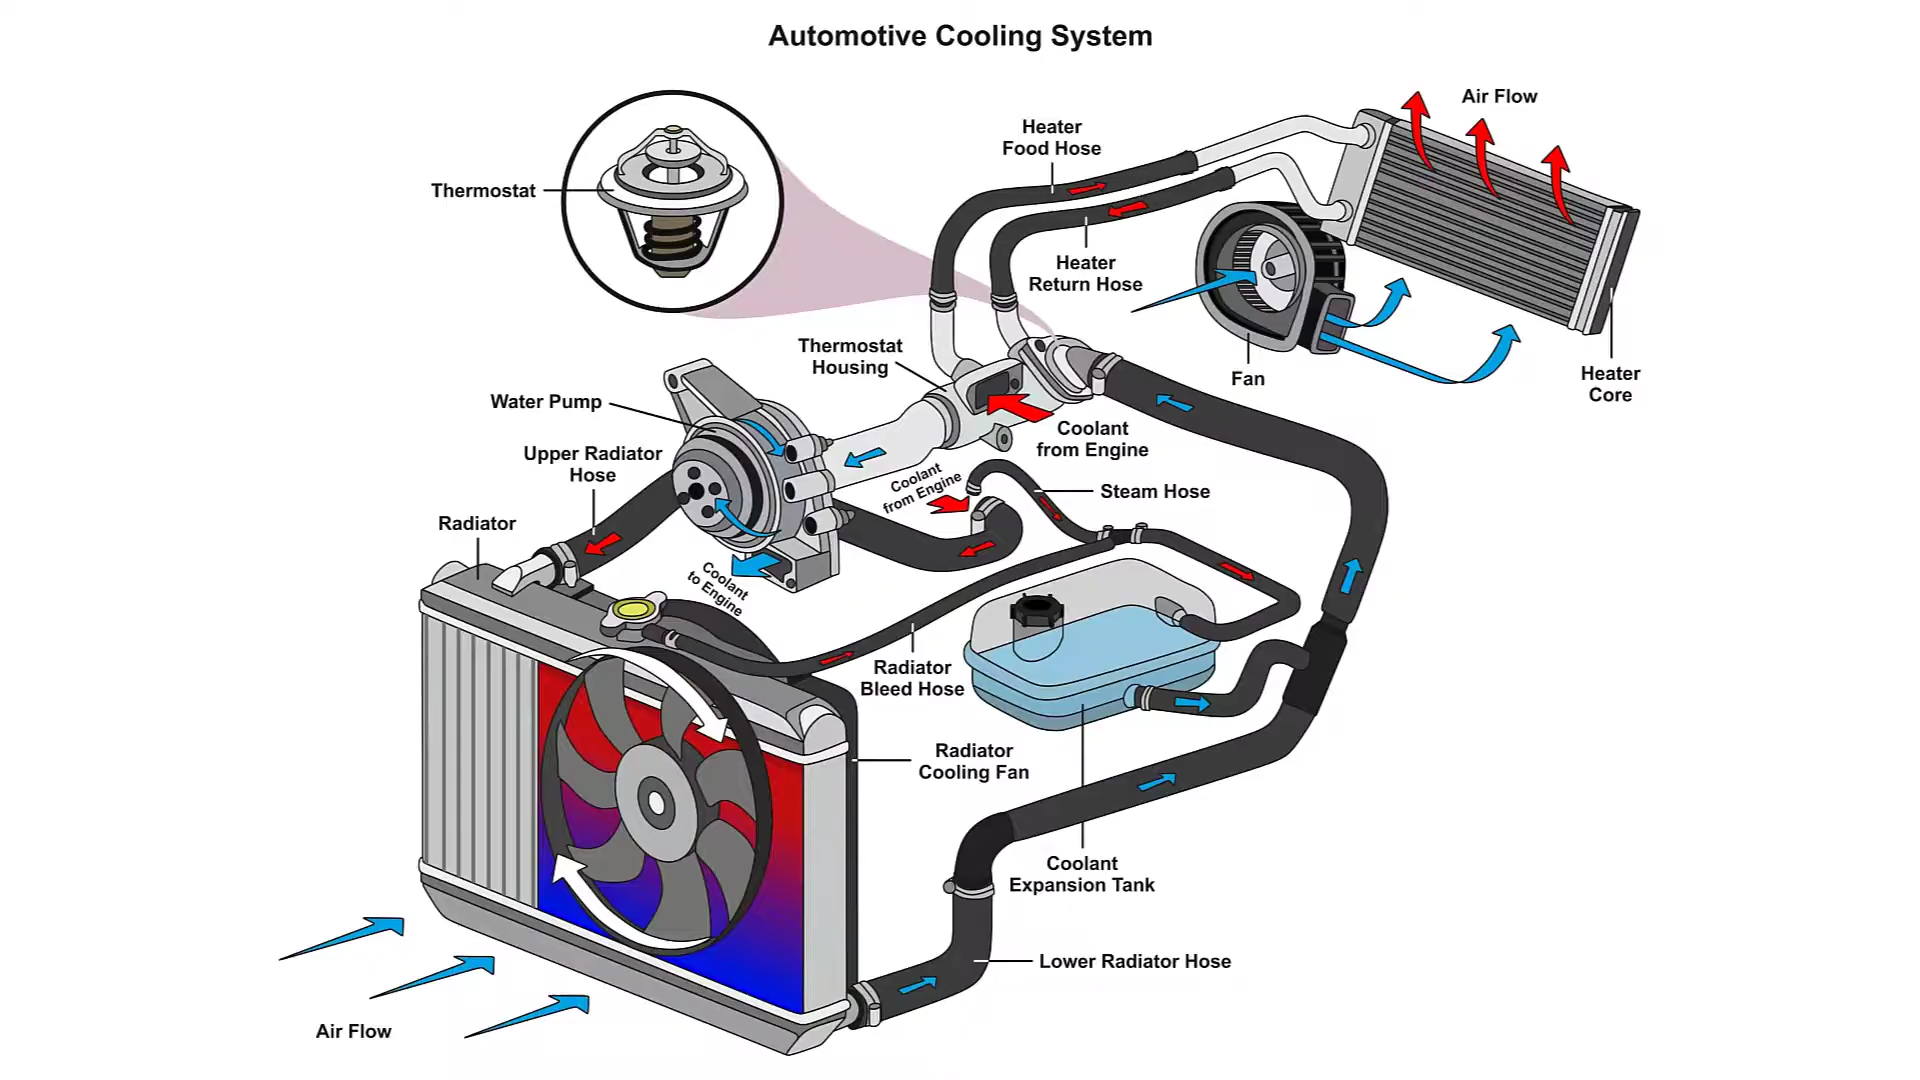 Automotive Cooling System
Air Flow
Heater
Food Hose
Thermostat
Heater
Return Hose
Thermostat
Housing
Fan
Heater
Core
Water Pump
Coolant
from Engine
Upper Radiator
Hose
Coolant
from Engine
Steam Hose
Radiator
Coolant
to Engine
Radiator
Bleed Hose
Radiator
Cooling Fan
Coolant
Expansion Tank
Lower Radiator Hose
Air Flow